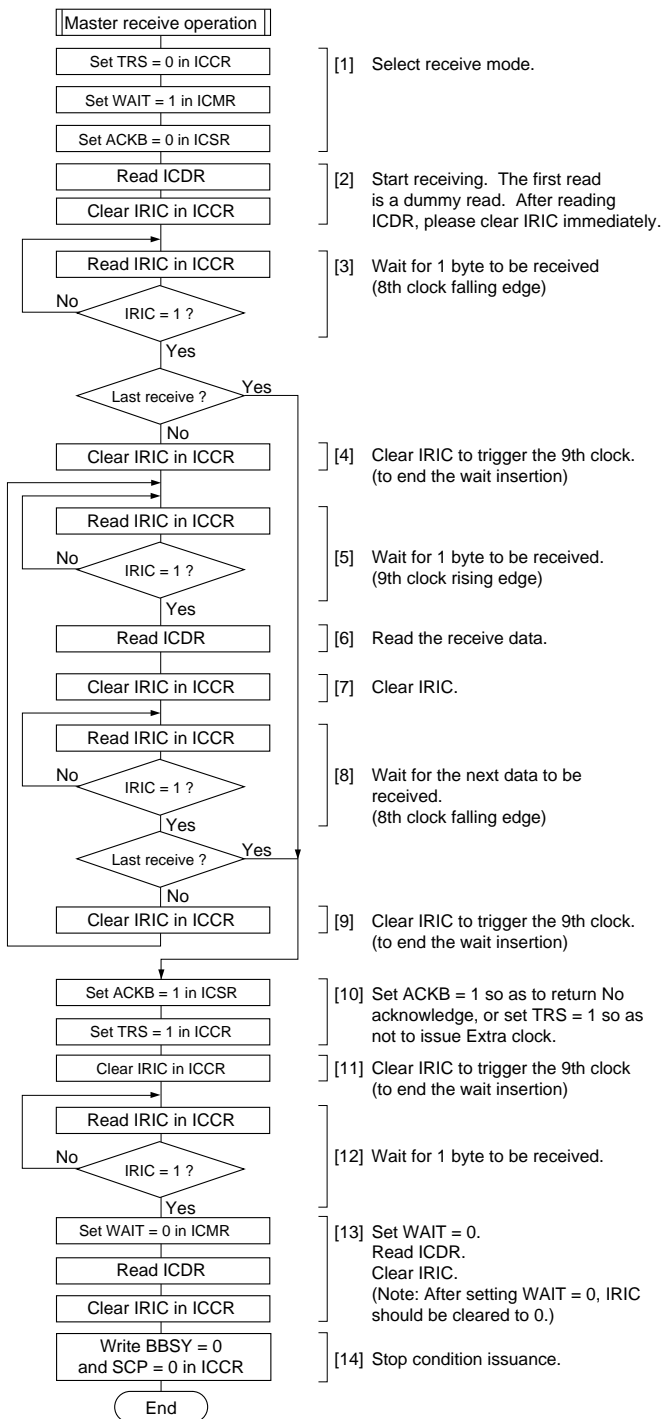 Master receive operation
Set TRS = 0 in ICCR
[1] Select receive mode.
Set WAIT = 1 in ICMR
Set ACKB = 0 in ICSR
Read ICDR
[2] Start receiving. The first read
is a dummy read. After reading
ICDR, please clear IRIC immediately.
Clear IRIC in ICCR
Read IRIC in ICCR
[3] Wait for 1 byte to be received
(8th clock falling edge)
No
IRIC = 1 ?
Yes
Last receive ?
Yes
No
Clear IRIC in ICCR
[4] Clear IRIC to trigger the 9th clock.
(to end the wait insertion)
Read IRIC in ICCR
No
IRIC = 1 ?
[5] Wait for 1 byte to be received.
(9th clock rising edge)
Yes
Read ICDR
[6] Read the receive data.
Clear IRIC in ICCR
[7] Clear IRIC.
Read IRIC in ICCR
No
IRIC = 1 ?
[8] Wait for the next data to be
received.
(8th clock falling edge)
Yes
Last receive ?
Yes
No
Clear IRIC in ICCR
[9] Clear IRIC to trigger the 9th clock.
(to end the wait insertion)
Set ACKB = 1 in ICSR
[10] Set ACKB = 1 so as to return No
acknowledge, or set TRS = 1 so as
not to issue Extra clock.
Set TRS = 1 in ICCR
Clear IRIC in ICCR
[11] Clear IRIC to trigger the 9th clock
(to end the wait insertion)
Read IRIC in ICCR
No
IRIC = 1 ?
[12] Wait for 1 byte to be received.
Yes
Set WAIT = 0 in ICMR
[13] Set WAIT = 0.
Read ICDR.
Clear IRIC.
(Note: After setting WAIT = 0, IRIC
should be cleared to 0.)
Read ICDR
Clear IRIC in ICCR
Write BBSY = 0
and SCP = 0 in ICCR
[14] Stop condition issuance.
End